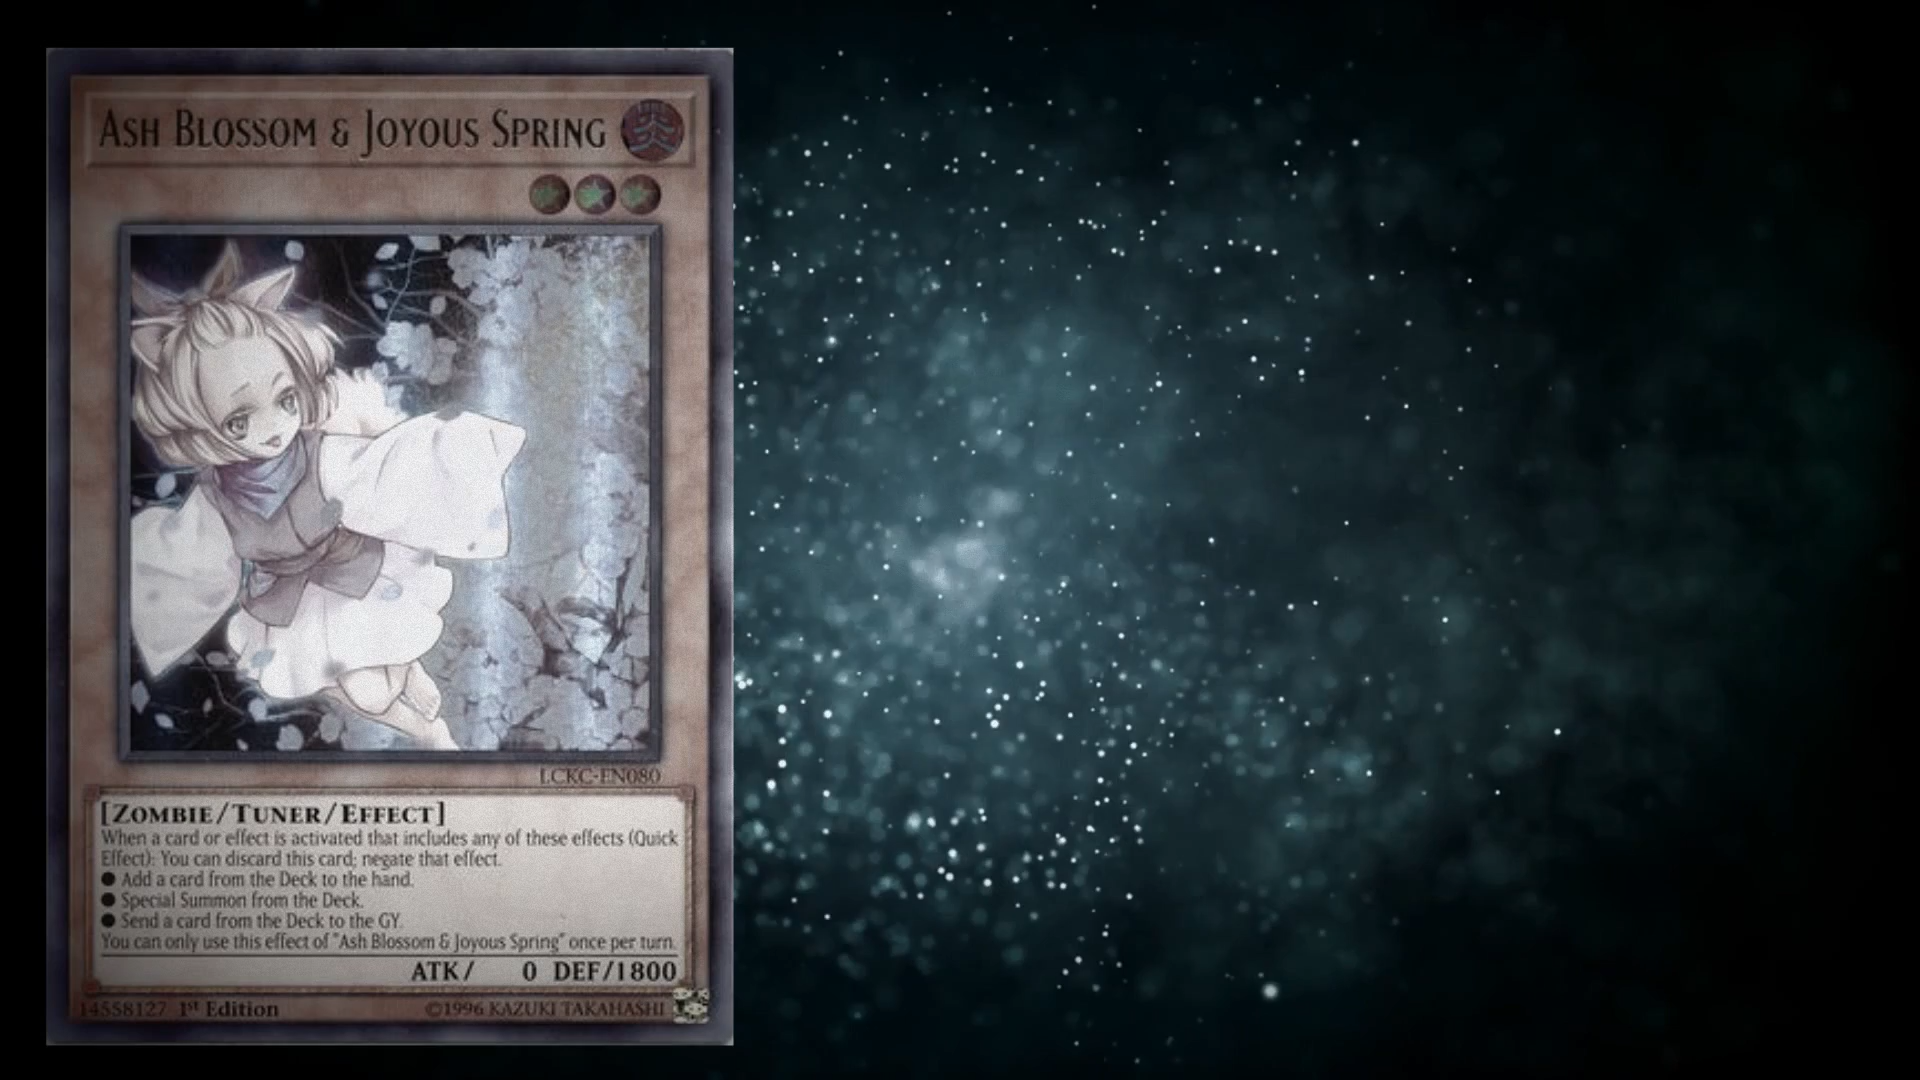 Ash Blossom & Joyous Spring
LCKC-EN080
[Zombie/Tuner/Effect]
When a card or effect is activated that includes any of these effects (Quick
Effect): You can discard this card; negate that effect.
● Add a card from the Deck to the hand.
● Special Summon from the Deck.
● Send a card from the Deck to the GY.
You can only use this effect of "Ash Blossom & Joyous Spring" once per turn.
ATK/ 0 DEF/1800
14558127 1st Edition ©1996 KAZUKI TAKAHASHI